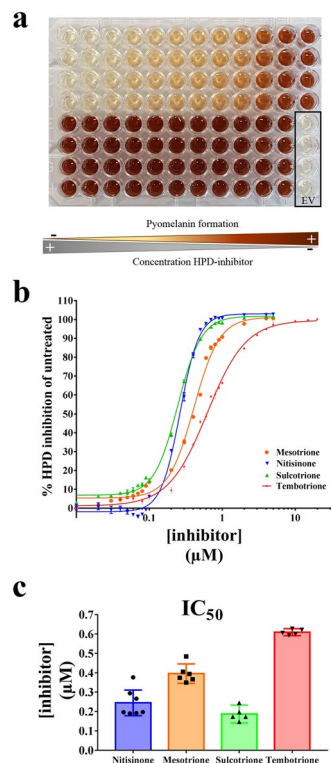 a
EV
Pyomelanin formation
-
+
+
-
Concentration HPD-inhibitor
b
% HPD inhibition of untreated
110
100
90
80
70
60
50
40
30
20
10
0
0.1
1
10
[inhibitor]
(µM)
Mesotrione
Nitisinone
Sulcotrione
Tembotrione
c
IC50
[inhibitor]
(µM)
0.7
0.6
0.5
0.4
0.3
0.2
0.1
0.0
Nitisinone
Mesotrione
Sulcotrione
Tembotrione